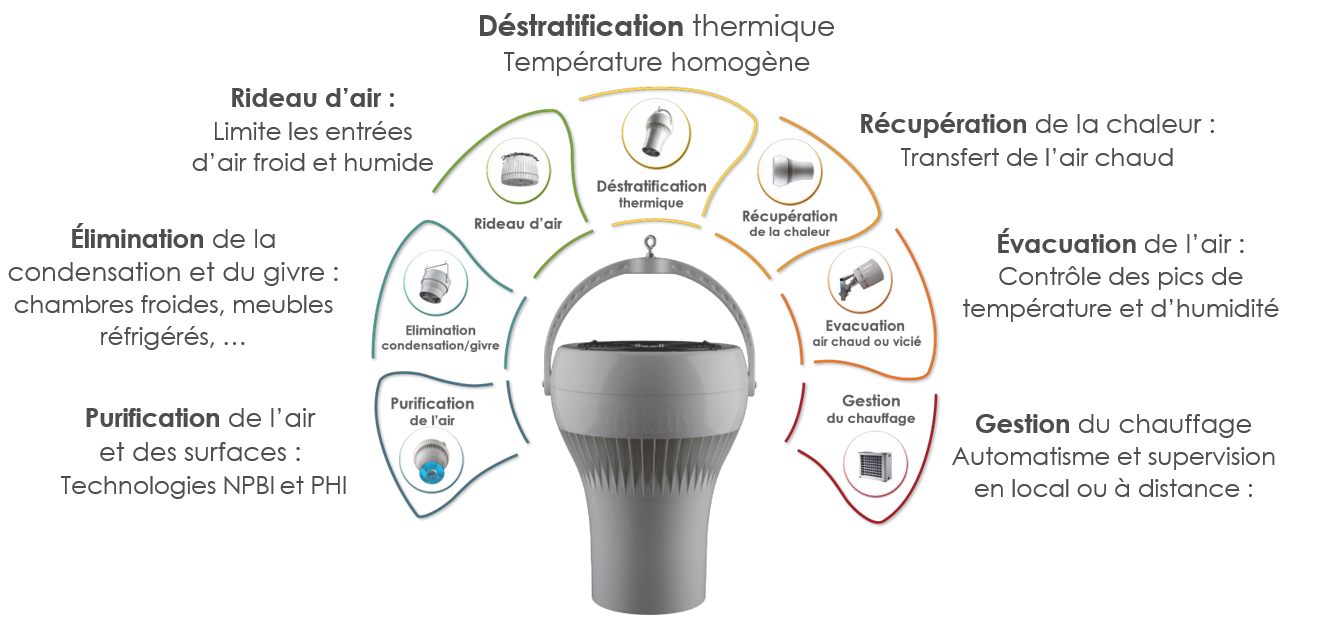 Déstratification thermique
Température homogène
Rideau d'air :
Limite les entrées
d'air froid et humide
Récupération de la chaleur :
Transfert de l'air chaud
Élimination de la
condensation et du givre :
chambres froides, meubles
réfrigérés, ...
Évacuation de l'air :
Contrôle des pics de
température et d'humidité
Purification de l'air
et des surfaces :
Technologies NPBI et PHI
Gestion du chauffage
Automatisme et supervision
en local ou à distance :
Déstratification
thermique
Rideau d'air
Récupération
de la chaleur
Elimination
condensation/givre
Evacuation
air chaud ou vicié
Purification
de l'air
Gestion
du chauffage